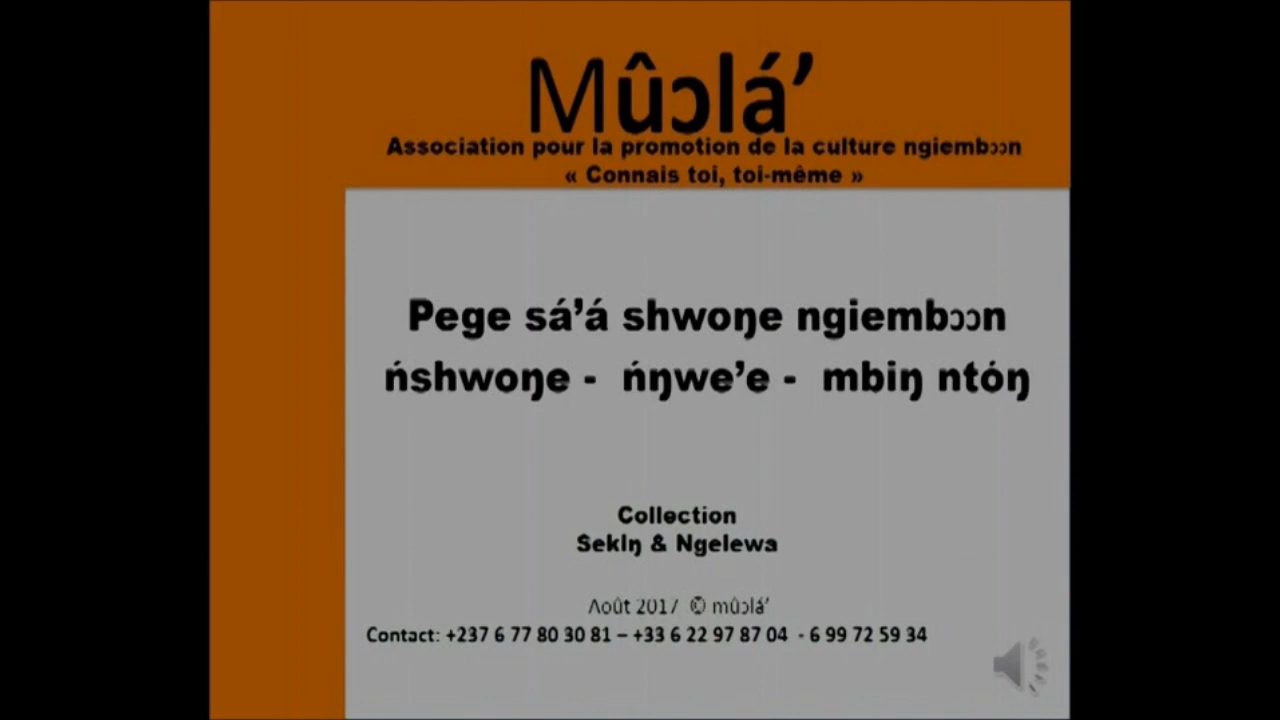 Mûɔlá’
Association pour la promotion de la culture ngiembɔɔn
« Connais toi, toi-même »
Pege sá’á shwoŋe ngiembɔɔn
ńshwoŋe - ńŋwe’e - mbiŋ ntóŋ
Collection
SekIŋ & Ngelewa
Août 2017 © mûɔlá’
Contact: +237 6 77 80 30 81 – +33 6 22 97 87 04 - 6 99 72 59 34